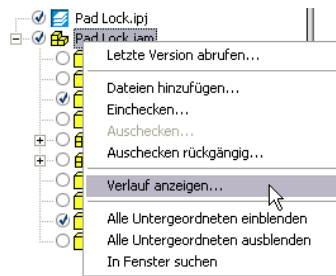 Pad Lock.ipj
Pad Lock.iam
Letzte Version abrufen...
Dateien hinzufügen...
Einchecken...
Auschecken...
Auschecken rückgängig...
Verlauf anzeigen...
Alle Untergeordneten einblenden
Alle Untergeordneten ausblenden
In Fenster suchen